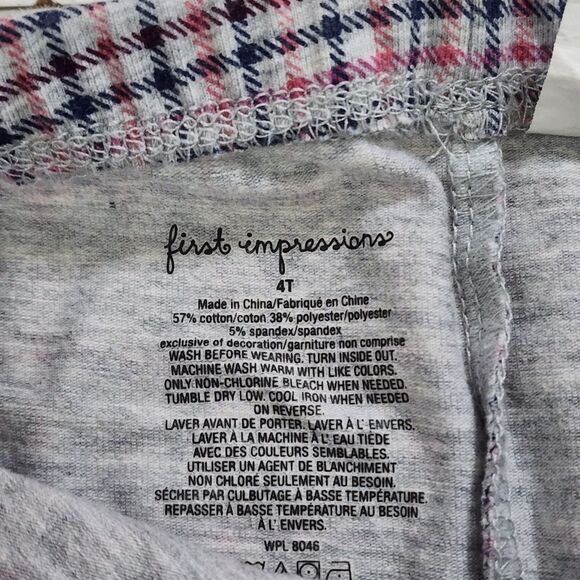 first impressions
4T
Made in China/Fabriqué en Chine
57% cotton/coton 38% polyester/polyester
5% spandex/spandex
exclusive of decoration/garniture non comprise
WASH BEFORE WEARING. TURN INSIDE OUT.
MACHINE WASH WARM WITH LIKE COLORS.
ONLY NON-CHLORINE BLEACH WHEN NEEDED.
TUMBLE DRY LOW. COOL IRON WHEN NEEDED
ON REVERSE.
LAVER AVANT DE PORTER. LAVER À L' ENVERS.
LAVER À LA MACHINE À L' EAU TIÈDE
AVEC DES COULEURS SEMBLABLES.
UTILISER UN AGENT DE BLANCHIMENT
NON CHLORÉ SEULEMENT AU BESOIN.
SÉCHER PAR CULBUTAGE À BASSE TEMPÉRATURE.
REPASSER À BASSE TEMPÉRATURE AU BESOIN
À L' ENVERS.
WPL 8046